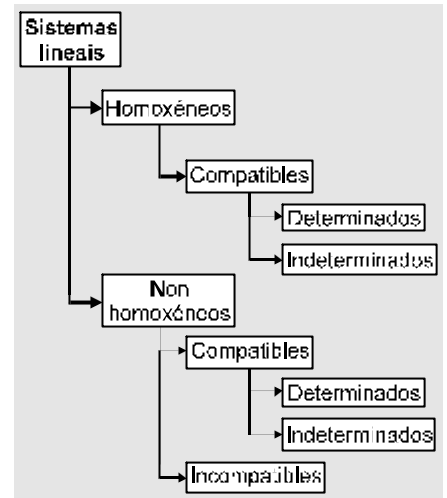 Sistemas
lineais
Homoxéneos
Compatibles
Determinados
Indeterminados
Non
homoxéneos
Compatibles
Determinados
Indeterminados
Incompatibles